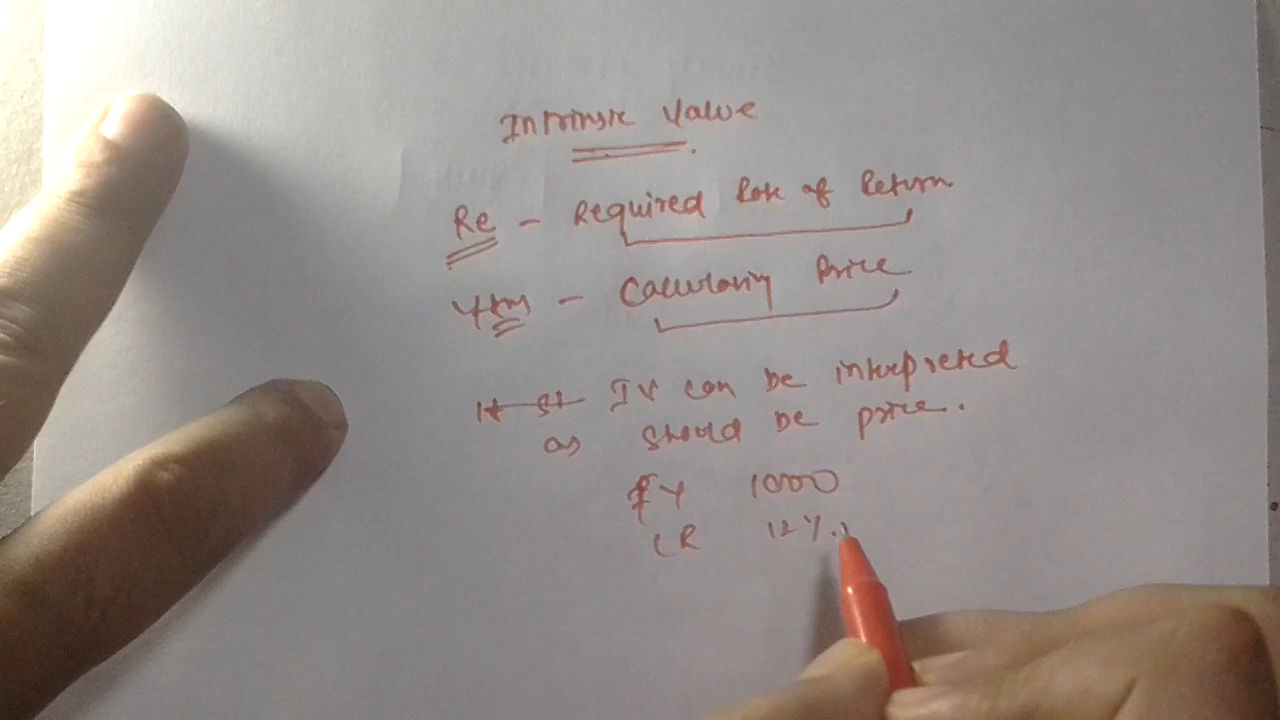 Intrinsic Value
Re - Required Rate of Return
Ytm - Calculating Price
It st IV can be interpreted
as should be price.
FV 1000
CR 12%